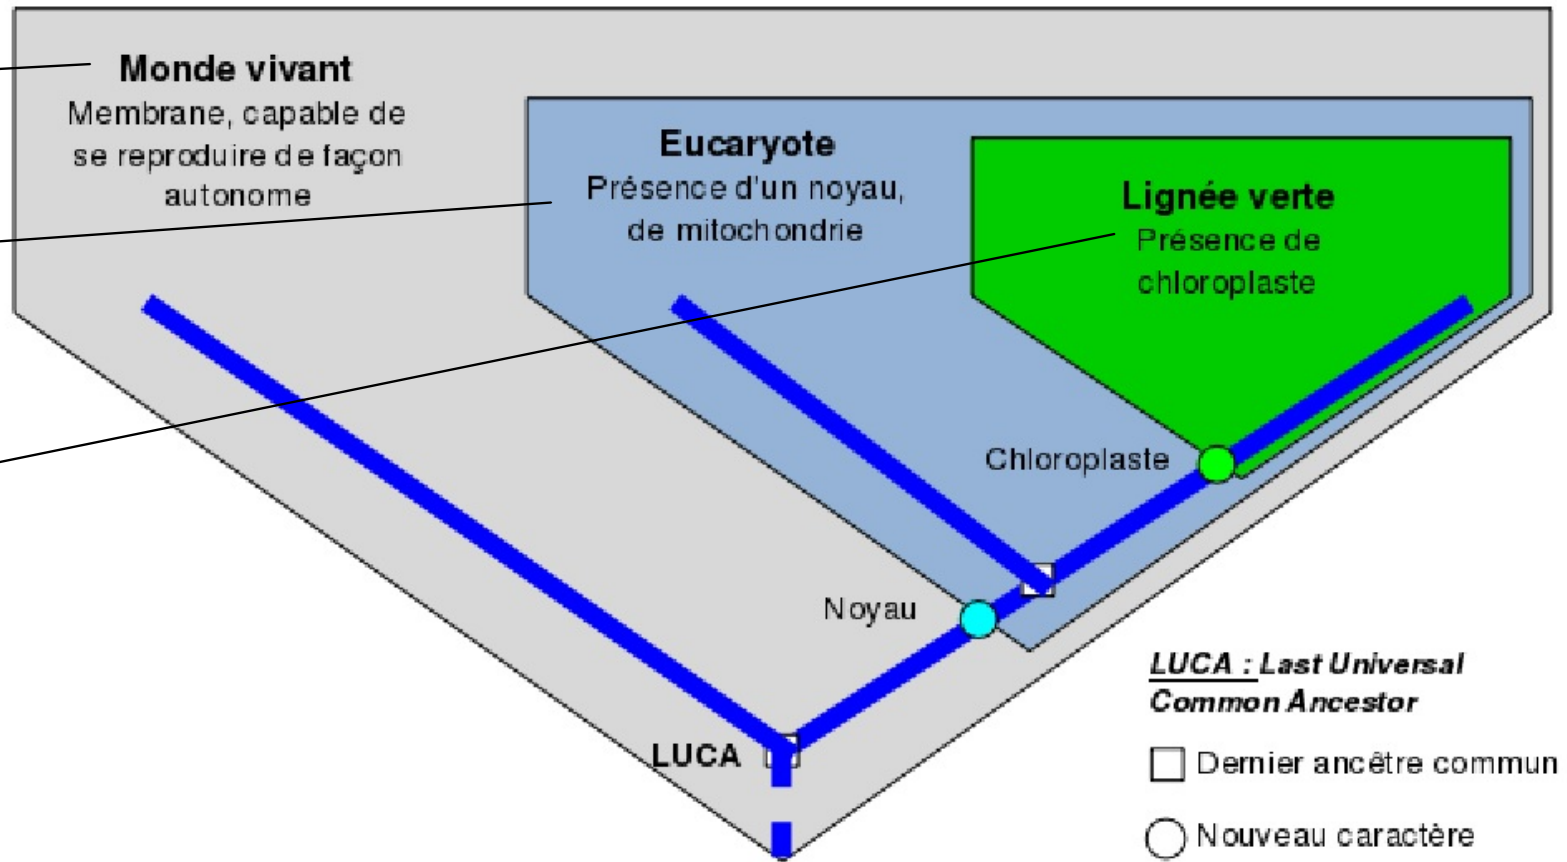 Monde vivant
Membrane, capable de
se reproduire de façon
autonome
Eucaryote
Présence d'un noyau,
de mitochondrie
Lignée verte
Présence de
chloroplaste
Chloroplaste
Noyau
LUCA
LUCA : Last Universal
Common Ancestor
Dernier ancêtre commun
Nouveau caractère